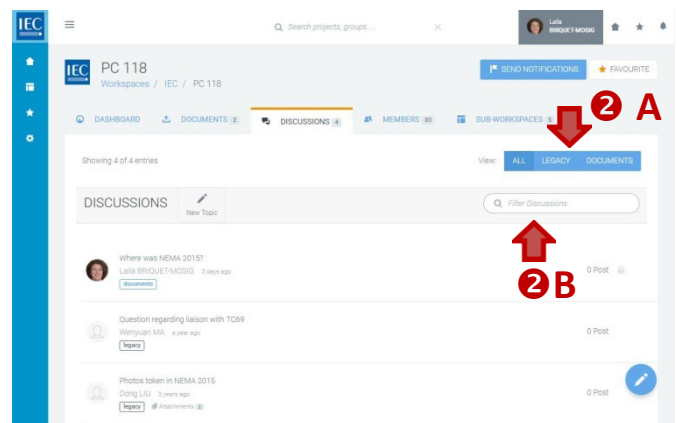 IEC
Search projects, groups ...
Laila
BRIQUET-MOSIG
IEC PC 118
Workspaces / IEC / PC 118
SEND NOTIFICATIONS
FAVOURITE
DASHBOARD DOCUMENTS 2 DISCUSSIONS 4 MEMBERS 83 SUB-WORKSPACES 5
2 A
Showing 4 of 4 entries
View: ALL LEGACY DOCUMENTS
DISCUSSIONS
New Topic
Filter Discussions
2 B
Where was NEMA 2015?
Laila BRIQUET-MOSIG 3 days ago
documents
0 Post
Question regarding liaison with TC69
Wenyuan MA a year ago
legacy
0 Post
Photos token in NEMA 2015
Dong LIU 3 years ago
legacy Attachments
0 Post